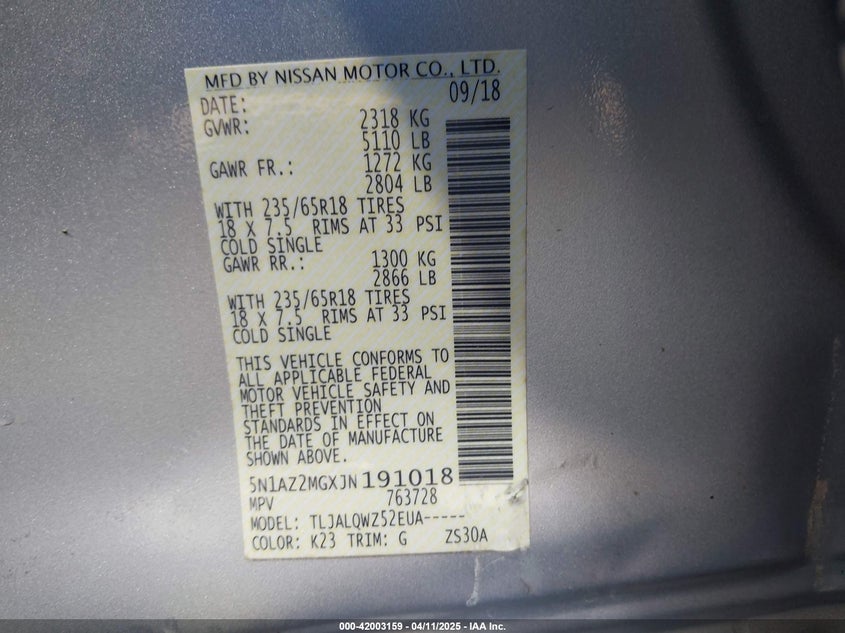 MFD BY NISSAN MOTOR CO., LTD.
DATE: 09/18
GVWR: 2318 KG
5110 LB
GAWR FR.: 1272 KG
2804 LB
WITH 235/65R18 TIRES
18 X 7.5 RIMS AT 33 PSI
COLD SINGLE
GAWR RR.: 1300 KG
2866 LB
WITH 235/65R18 TIRES
18 X 7.5 RIMS AT 33 PSI
COLD SINGLE
THIS VEHICLE CONFORMS TO
ALL APPLICABLE FEDERAL
MOTOR VEHICLE SAFETY AND
THEFT PREVENTION
STANDARDS IN EFFECT ON
THE DATE OF MANUFACTURE
SHOWN ABOVE.
5N1AZ2MGXJN191018
MPV 763728
MODEL: TLJALQWZ52EUA-----
COLOR: K23 TRIM: G ZS30A
000-42003159 - 04/11/2025 - IAA Inc.